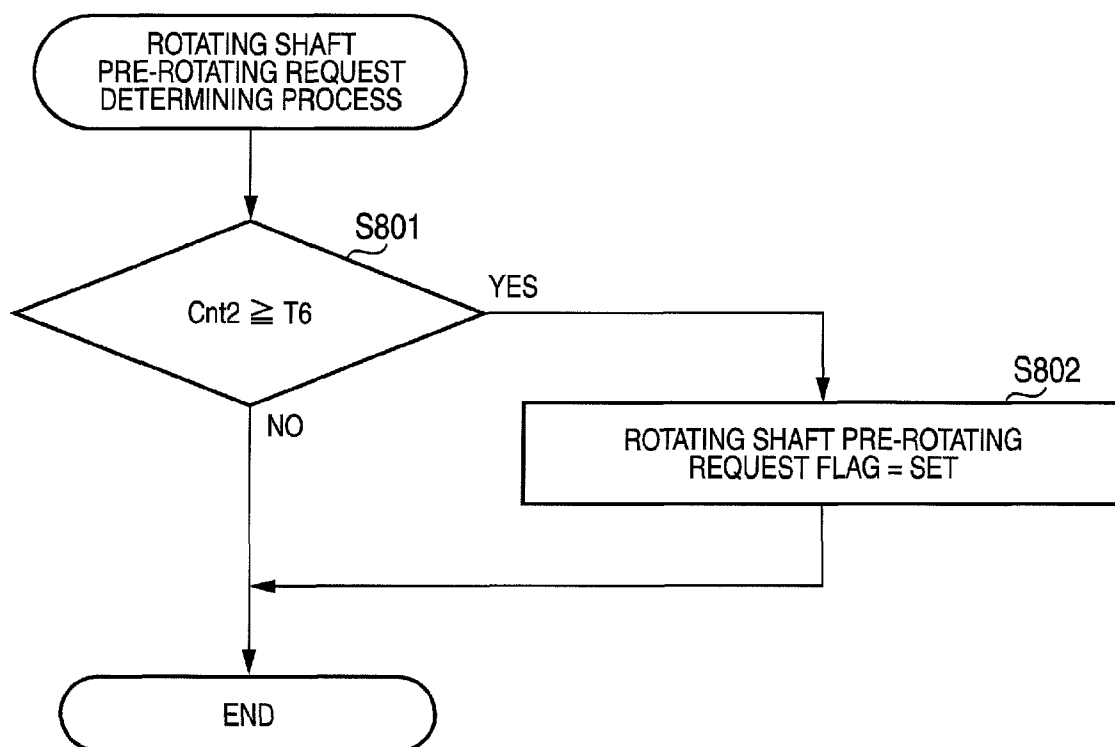 ROTATING SHAFT
PRE-ROTATING REQUEST
DETERMINING PROCESS
S801
Cnt2 ≧ T6
YES
NO
S802
ROTATING SHAFT PRE-ROTATING
REQUEST FLAG = SET
END